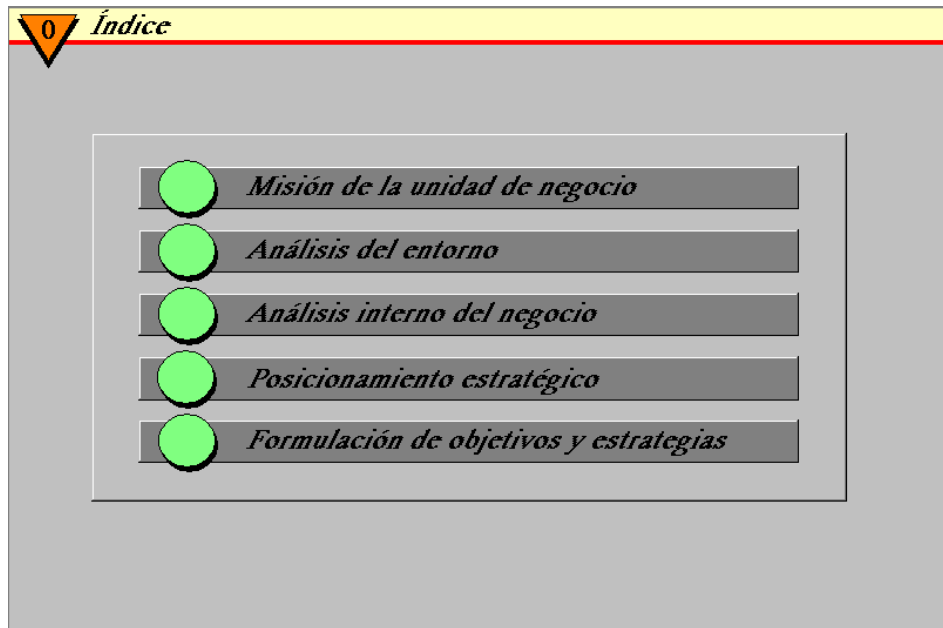 0 Índice
Misión de la unidad de negocio
Análisis del entorno
Análisis interno del negocio
Posicionamiento estratégico
Formulación de objetivos y estrategias